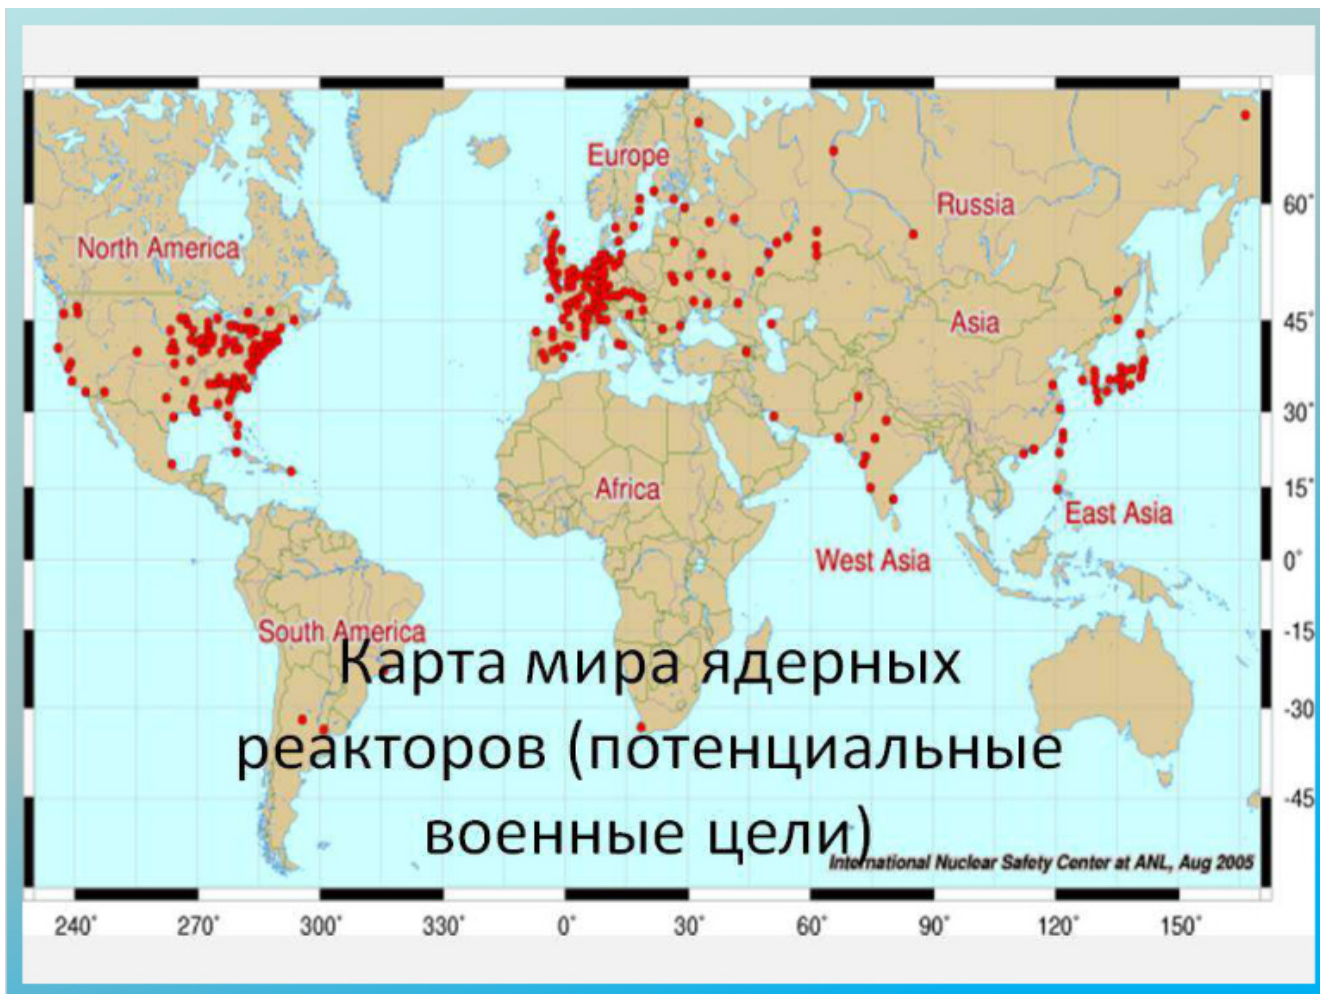 Europe
Russia
North America
Asia
Africa
East Asia
West Asia
South America
Карта мира ядерных
реакторов (потенциальные
военные цели)
International Nuclear Safety Center at ANL, Aug 2005
60°
45°
30°
15°
0°
-15
-30
-45
240° 270° 300° 330° 0° 30° 60° 90° 120° 150°